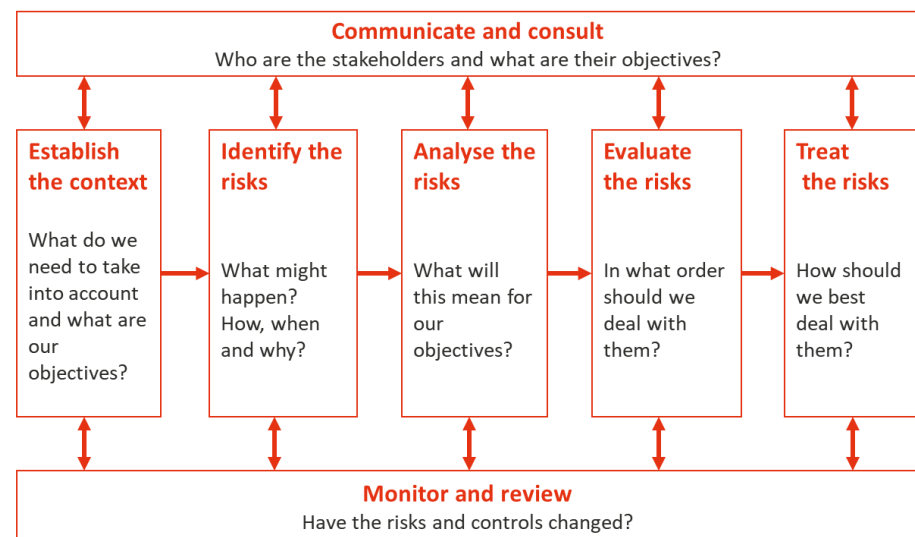 Communicate and consult
Who are the stakeholders and what are their objectives?
Establish
the context
What do we
need to take
into account
and what are
our
objectives?
Identify the
risks
What might
happen?
How, when
and why?
Analyse the
risks
What will
this mean for
our
objectives?
Evaluate
the risks
In what order
should we
deal with
them?
Treat
the risks
How should
we best
deal with
them?
Monitor and review
Have the risks and controls changed?